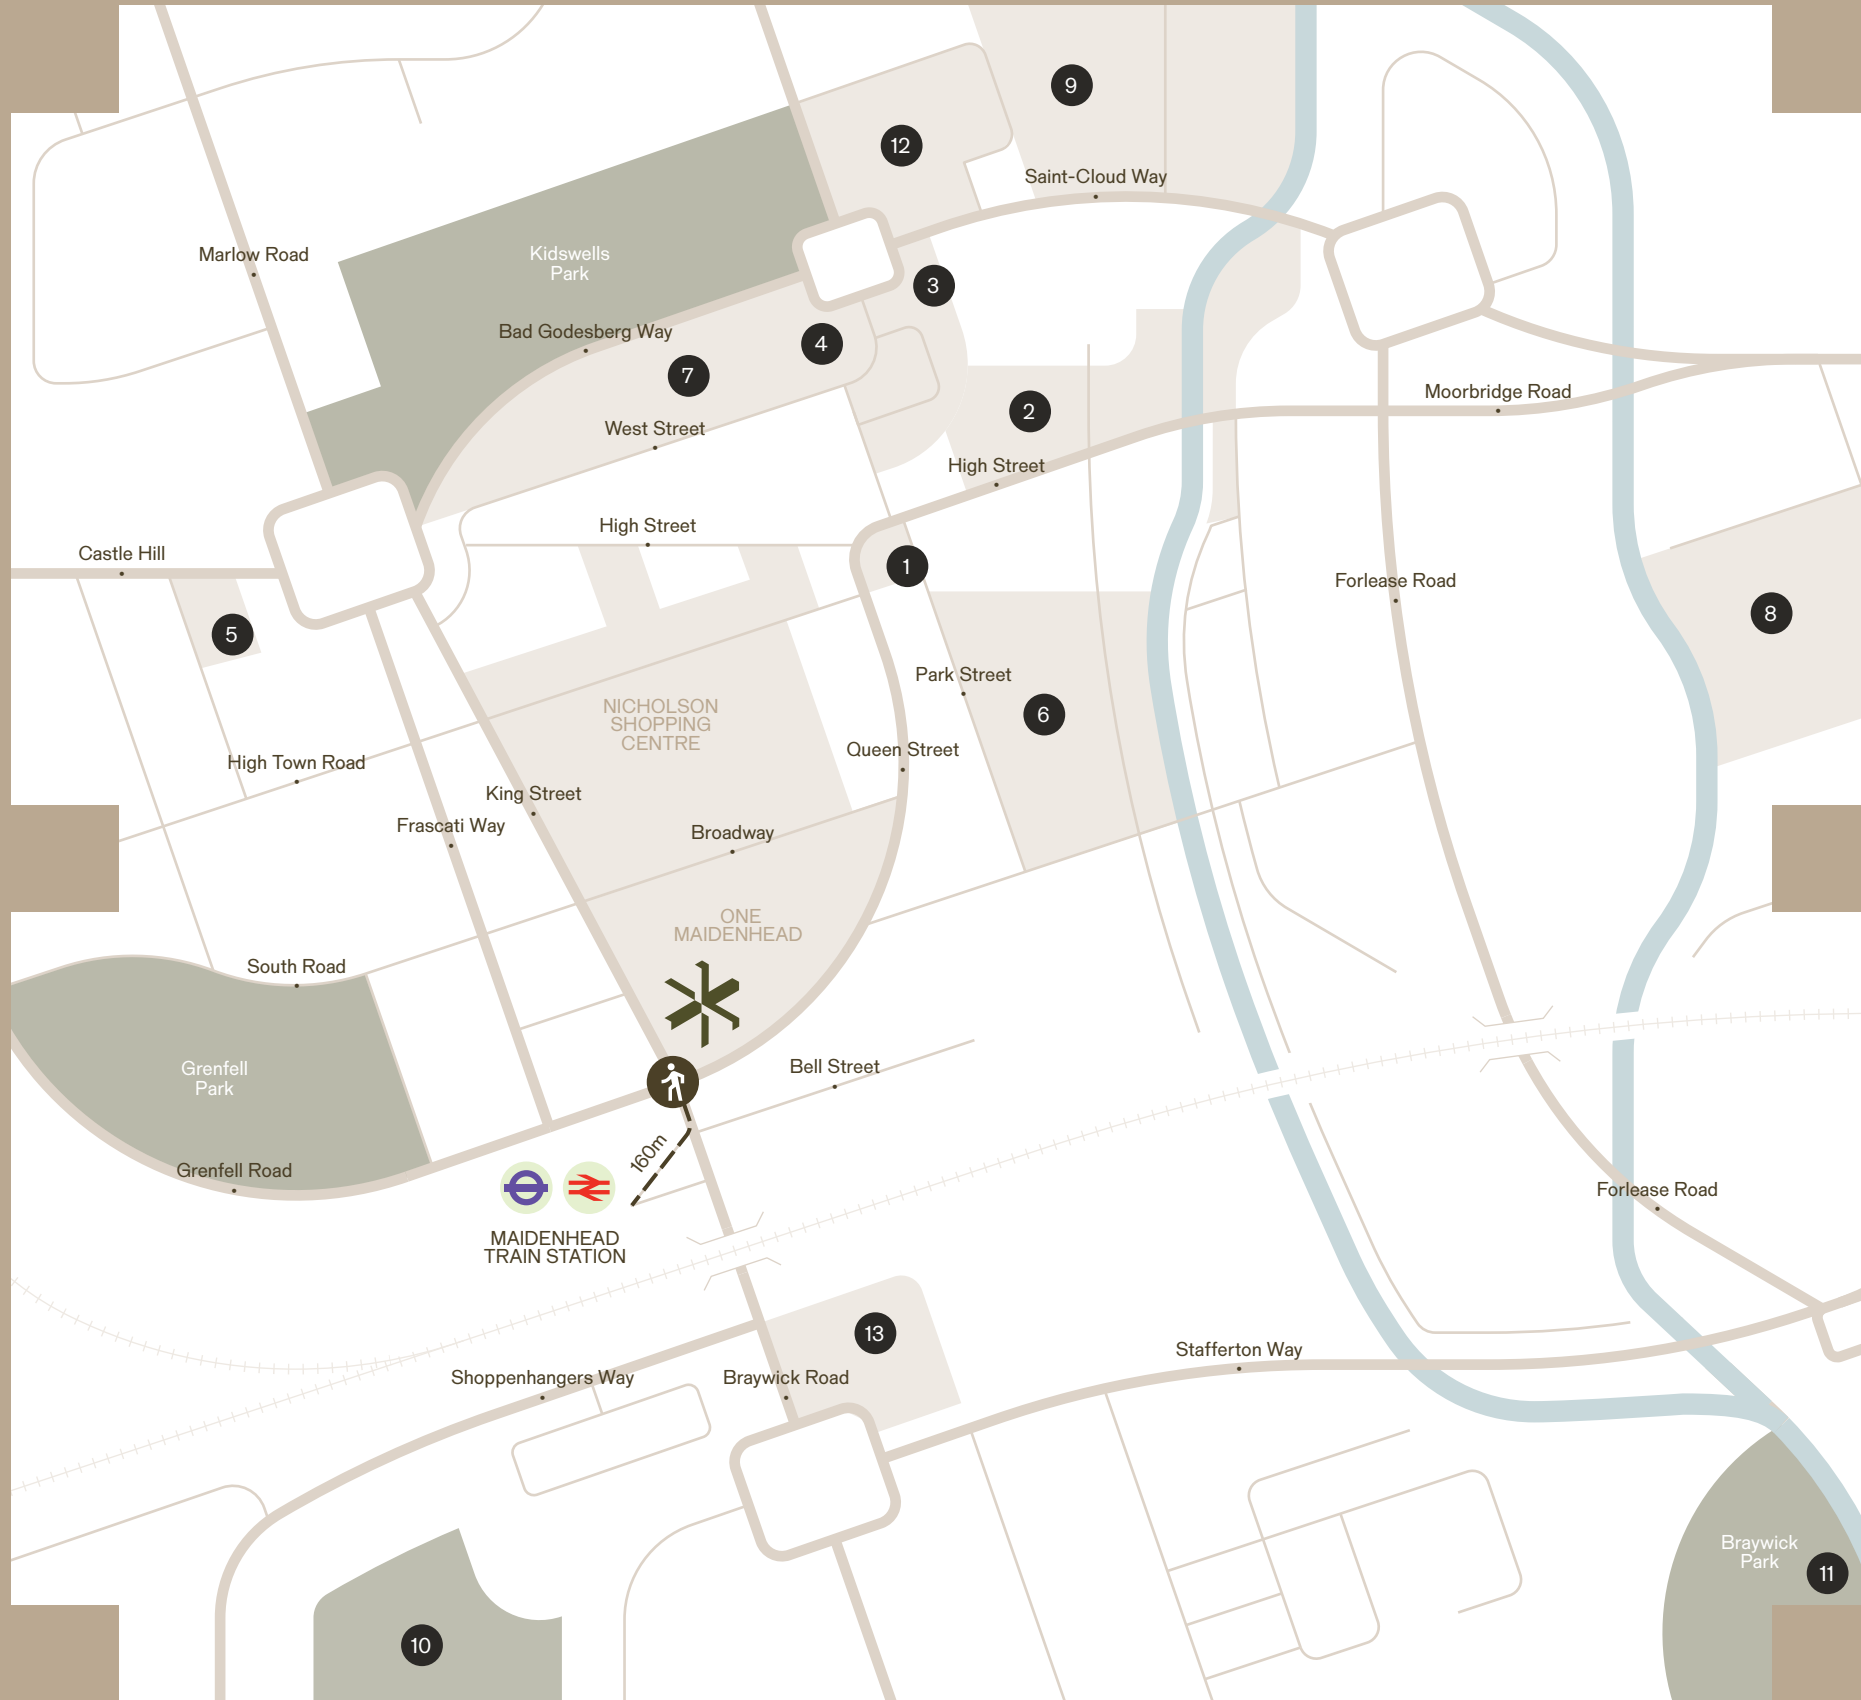 9
12
Saint-Cloud Way
Marlow Road
Kidswells
Park
3
Bad Godesberg Way
4
7
Moorbridge Road
2
West Street
High Street
High Street
Castle Hill
1
Forlease Road
8
5
Park Street
NICHOLSON
SHOPPING
CENTRE
6
Queen Street
High Town Road
King Street
Frascati Way
Broadway
ONE
MAIDENHEAD
South Road
Grenfell
Park
Bell Street
160m
Grenfell Road
Forlease Road
MAIDENHEAD
TRAIN STATION
13
Stafferton Way
Shoppenhangers Way
Braywick Road
Braywick
Park
11
10